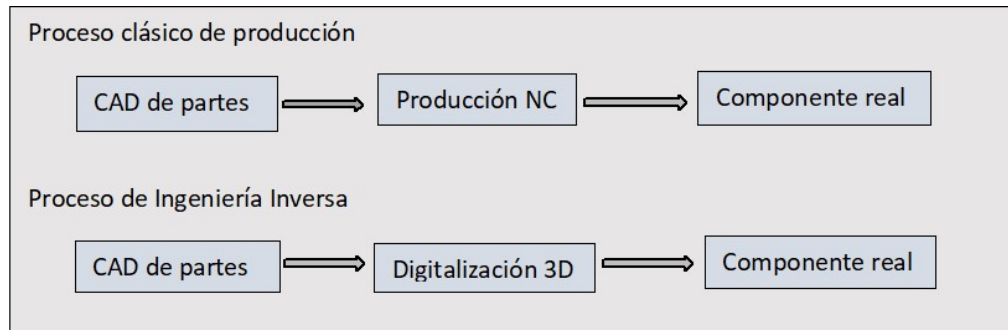 Proceso clásico de producción
CAD de partes
Producción NC
Componente real
Proceso de Ingeniería Inversa
CAD de partes
Digitalización 3D
Componente real